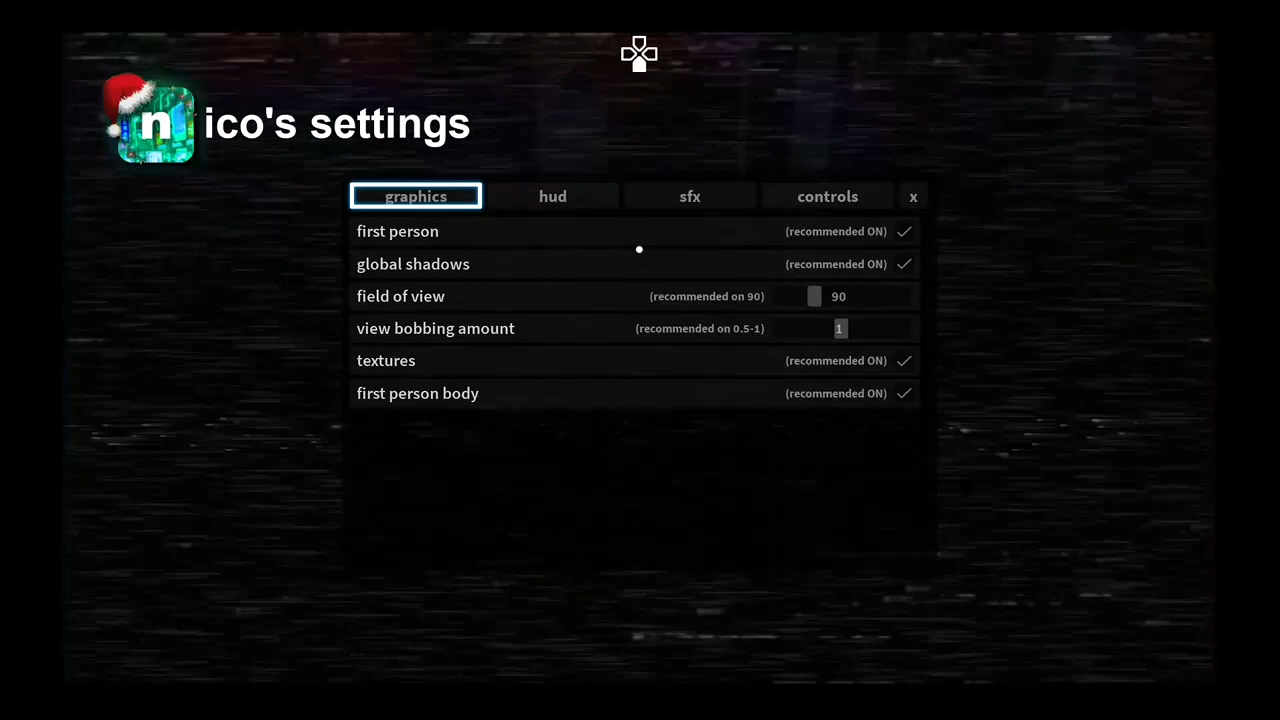 nico's settings
graphics hud sfx controls x
first person (recommended ON)
global shadows (recommended ON)
field of view (recommended on 90) 90
view bobbing amount (recommended on 0.5-1) 1
textures (recommended ON)
first person body (recommended ON)